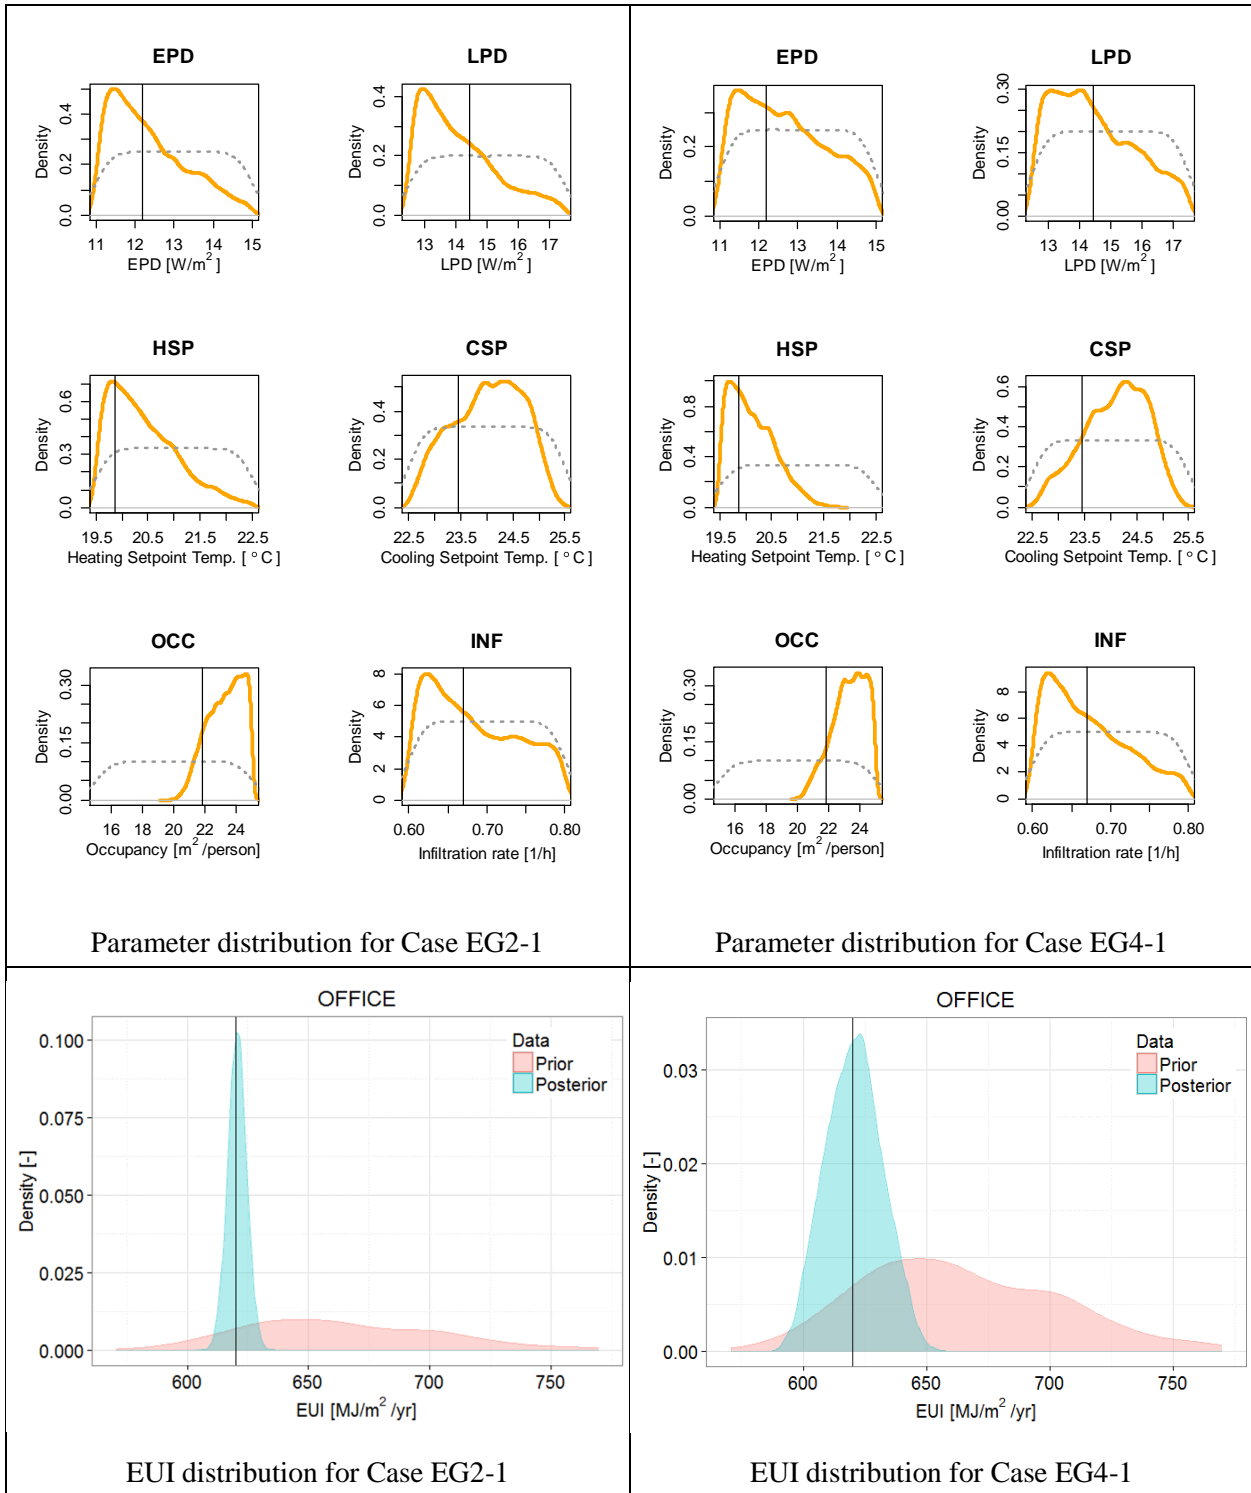 EPD
Density
0.0
0.2
0.4
11 12 13 14 15
EPD [W/m² ]
LPD
Density
0.0
0.2
0.4
13 14 15 16 17
LPD [W/m² ]
HSP
Density
0.0
0.3
0.6
19.5 20.5 21.5 22.5
Heating Setpoint Temp. [ ° C ]
CSP
Density
0.0
0.2
0.4
22.5 23.5 24.5 25.5
Cooling Setpoint Temp. [ ° C ]
OCC
Density
0.00
0.15
0.30
16 18 20 22 24
Occupancy [m² /person]
INF
Density
0
2
4
6
8
0.60 0.70 0.80
Infiltration rate [1/h]
Parameter distribution for Case EG2-1
EPD
Density
0.0
0.2
11 12 13 14 15
EPD [W/m² ]
LPD
Density
0.00
0.15
0.30
13 14 15 16 17
LPD [W/m² ]
HSP
Density
0.0
0.4
0.8
19.5 20.5 21.5 22.5
Heating Setpoint Temp. [ ° C ]
CSP
Density
0.0
0.2
0.4
0.6
22.5 23.5 24.5 25.5
Cooling Setpoint Temp. [ ° C ]
OCC
Density
0.00
0.15
0.30
16 18 20 22 24
Occupancy [m² /person]
INF
Density
0
2
4
6
8
0.60 0.70 0.80
Infiltration rate [1/h]
Parameter distribution for Case EG4-1
OFFICE
Data
Prior
Posterior
Density [-]
0.100
0.075
0.050
0.025
0.000
600 650 700 750
EUI [MJ/m² /yr]
EUI distribution for Case EG2-1
OFFICE
Data
Prior
Posterior
Density [-]
0.03
0.02
0.01
0.00
600 650 700 750
EUI [MJ/m² /yr]
EUI distribution for Case EG4-1